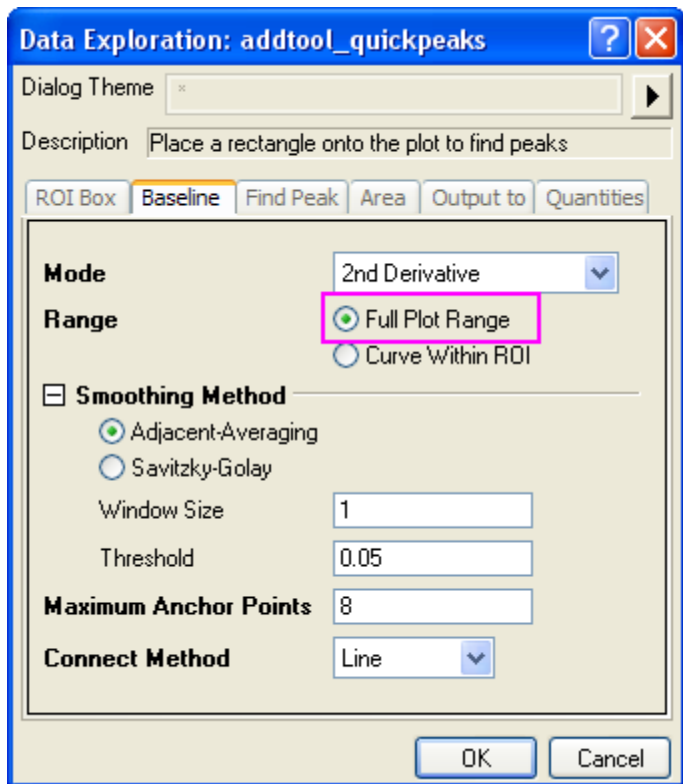 Data Exploration: addtool_quickpeaks
Dialog Theme *
Description Place a rectangle onto the plot to find peaks
ROI Box Baseline Find Peak Area Output to Quantities
Mode 2nd Derivative
Range Full Plot Range
Curve Within ROI
Smoothing Method
Adjacent-Averaging
Savitzky-Golay
Window Size 1
Threshold 0.05
Maximum Anchor Points 8
Connect Method Line
OK Cancel